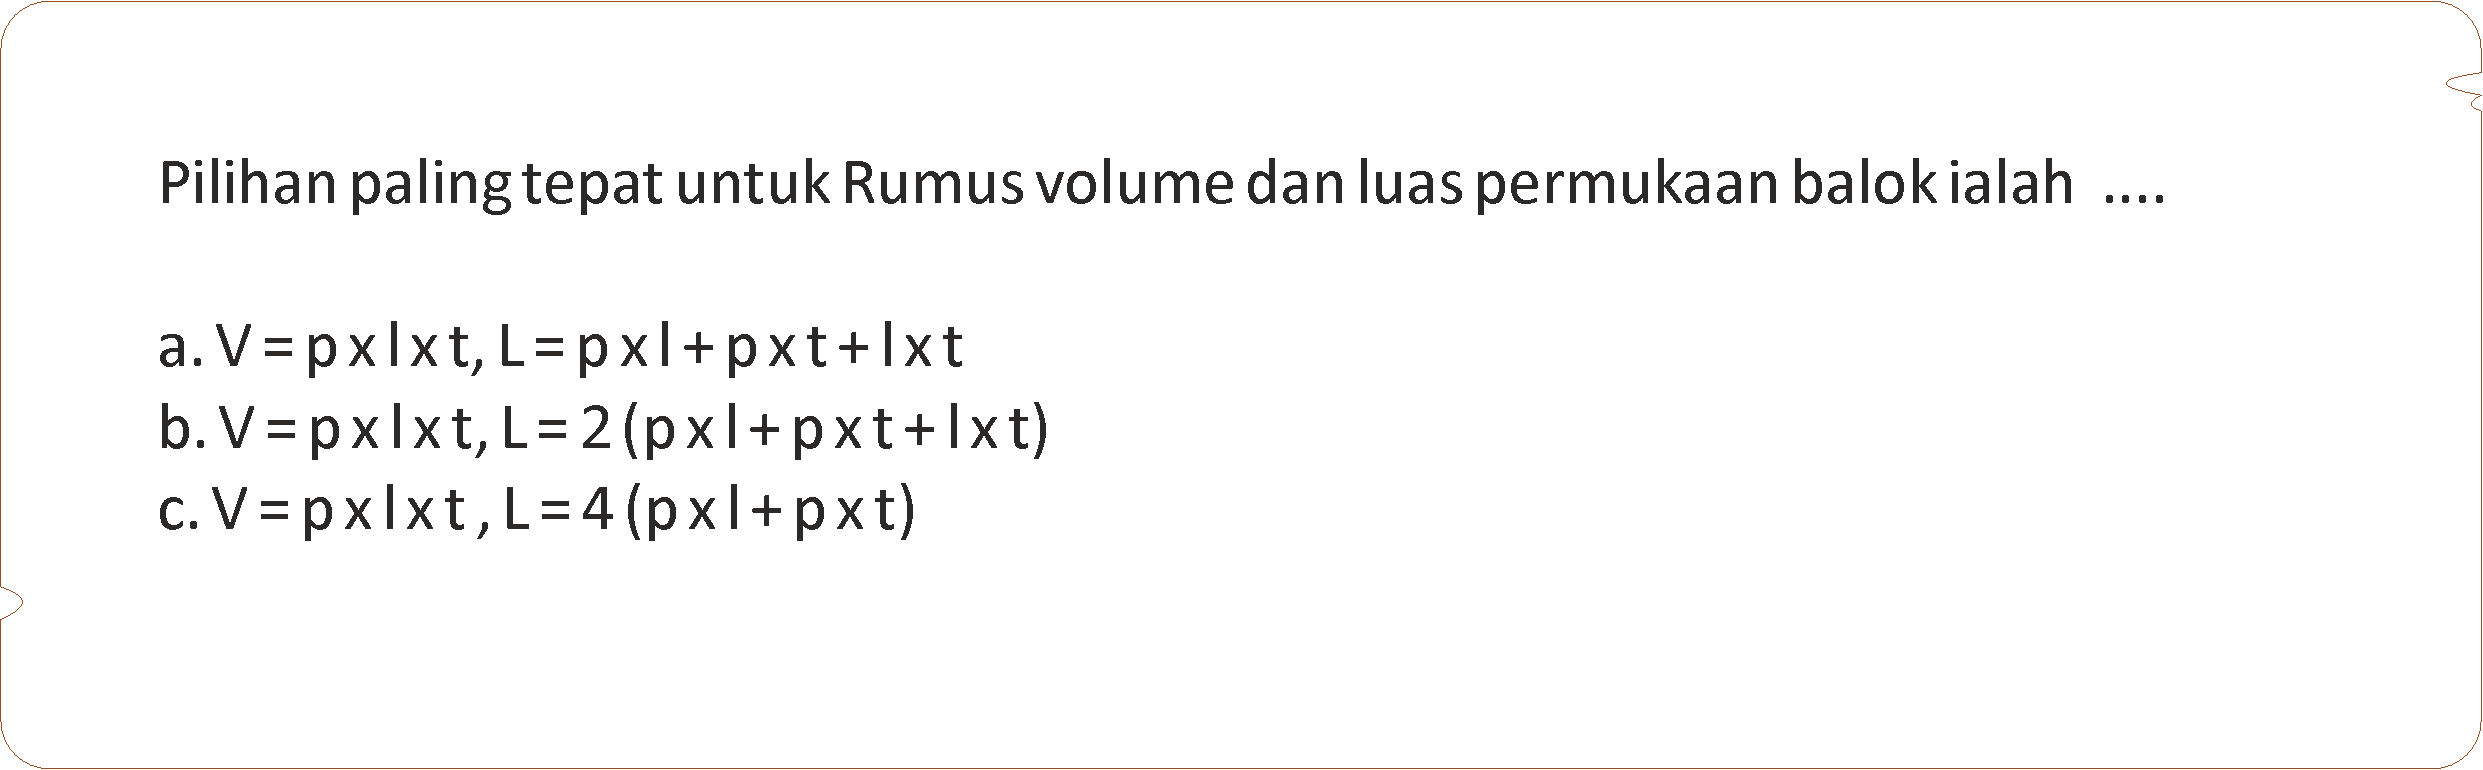 Pilihan paling tepat untuk Rumus volume dan luas permukaan balok ialah ....
a. V = p x l x t, L = p x l + p x t + l x t
b. V = p x l x t, L = 2 (p x l + p x t + l x t)
c. V = p x l x t , L = 4 (p x l + p x t)